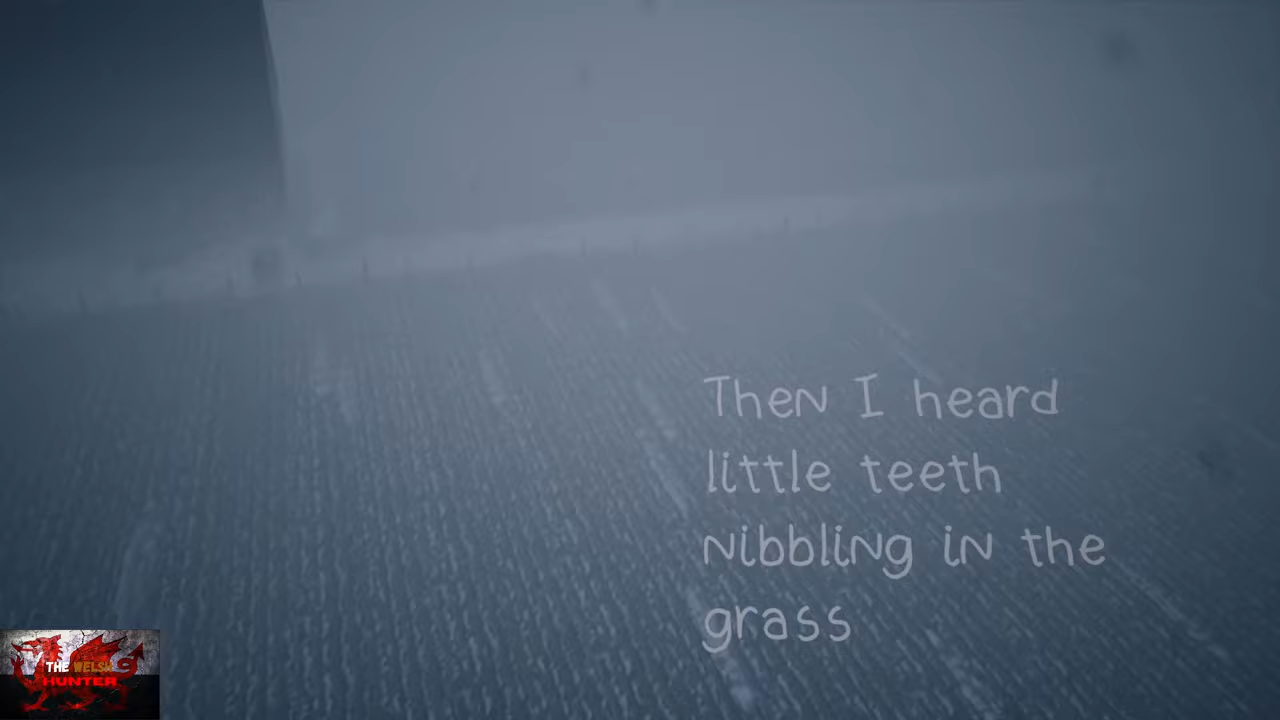 Then I heard
little teeth
nibbling in the
grass
THE WELSH
HUNTER